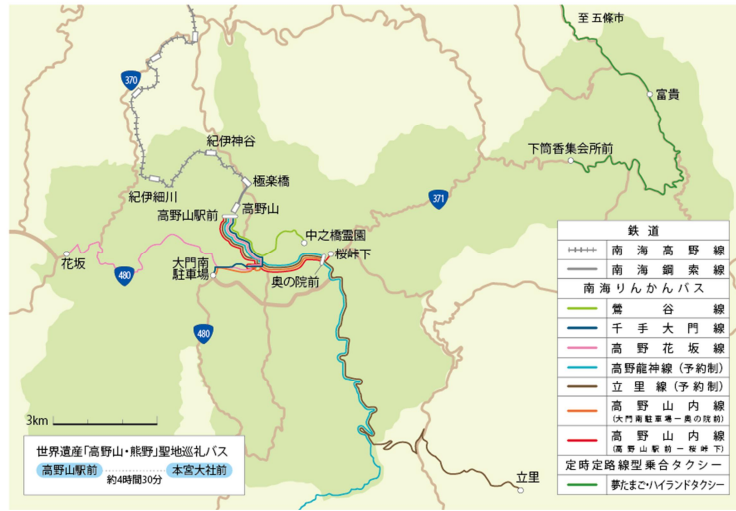 至 五條市
370
富貴
下筒香集会所前
紀伊神谷
極楽橋
紀伊細川
高野山
高野山駅前
371
中之橋霊園
桜峠下
花坂
480
大門南
駐車場
奥の院前
480
3km
世界遺産「高野山・熊野」聖地巡礼バス
高野山駅前
本宮大社前
約4時間30分
立里
鉄道
南海高野線
南海鋼索線
南海りんかんバス
鶯谷線
千手大門線
高野花坂線
高野龍神線(予約制)
立里線(予約制)
高野山内線
(大門南駐車場ー奥の院前)
高野山内線
(高野山駅前ー桜峠下)
定時定路線型乗合タクシー
夢たまご・ハイランドタクシー